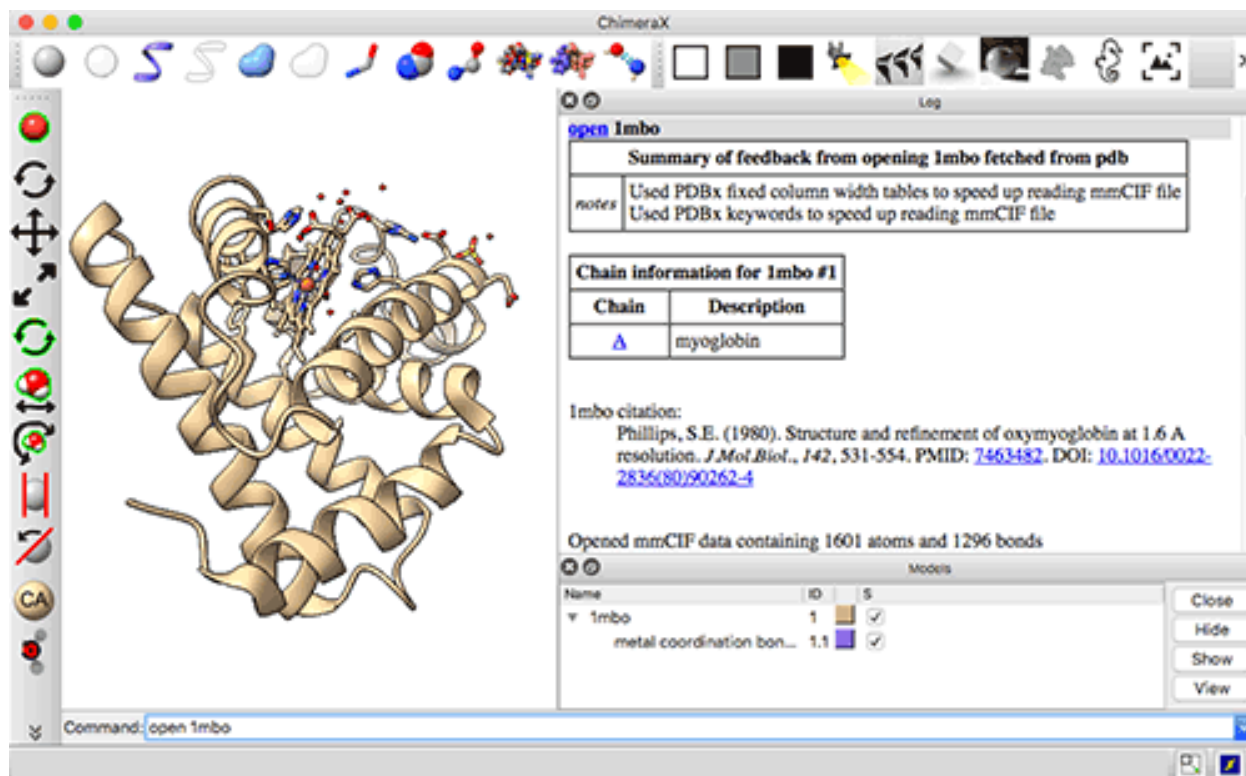 ChimeraX
Log
open 1mbo
Summary of feedback from opening 1mbo fetched from pdb
notes
Used PDBx fixed column width tables to speed up reading mmCIF file
Used PDBx keywords to speed up reading mmCIF file
Chain information for 1mbo #1
Chain Description
A myoglobin
1mbo citation:
Phillips, S.E. (1980). Structure and refinement of oxymyoglobin at 1.6 A
resolution. J.Mol.Biol., 142, 531-554. PMID: 7463482. DOI: 10.1016/0022-
2836(80)90262-4
Opened mmCIF data containing 1601 atoms and 1296 bonds
Models
Name ID S
1mbo 1
metal coordination bon... 1.1
Close
Hide
Show
View
CA
Command: open 1mbo